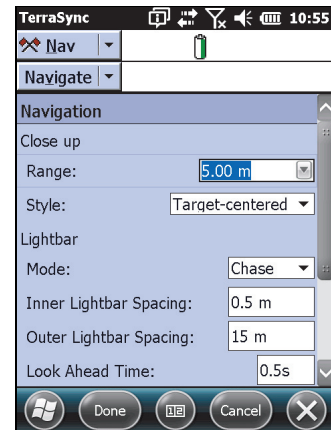 TerraSync 10:55
Nav
Navigate
Navigation
Close up
Range: 5.00 m
Style: Target-centered
Lightbar
Mode: Chase
Inner Lightbar Spacing: 0.5 m
Outer Lightbar Spacing: 15 m
Look Ahead Time: 0.5s
Done Cancel